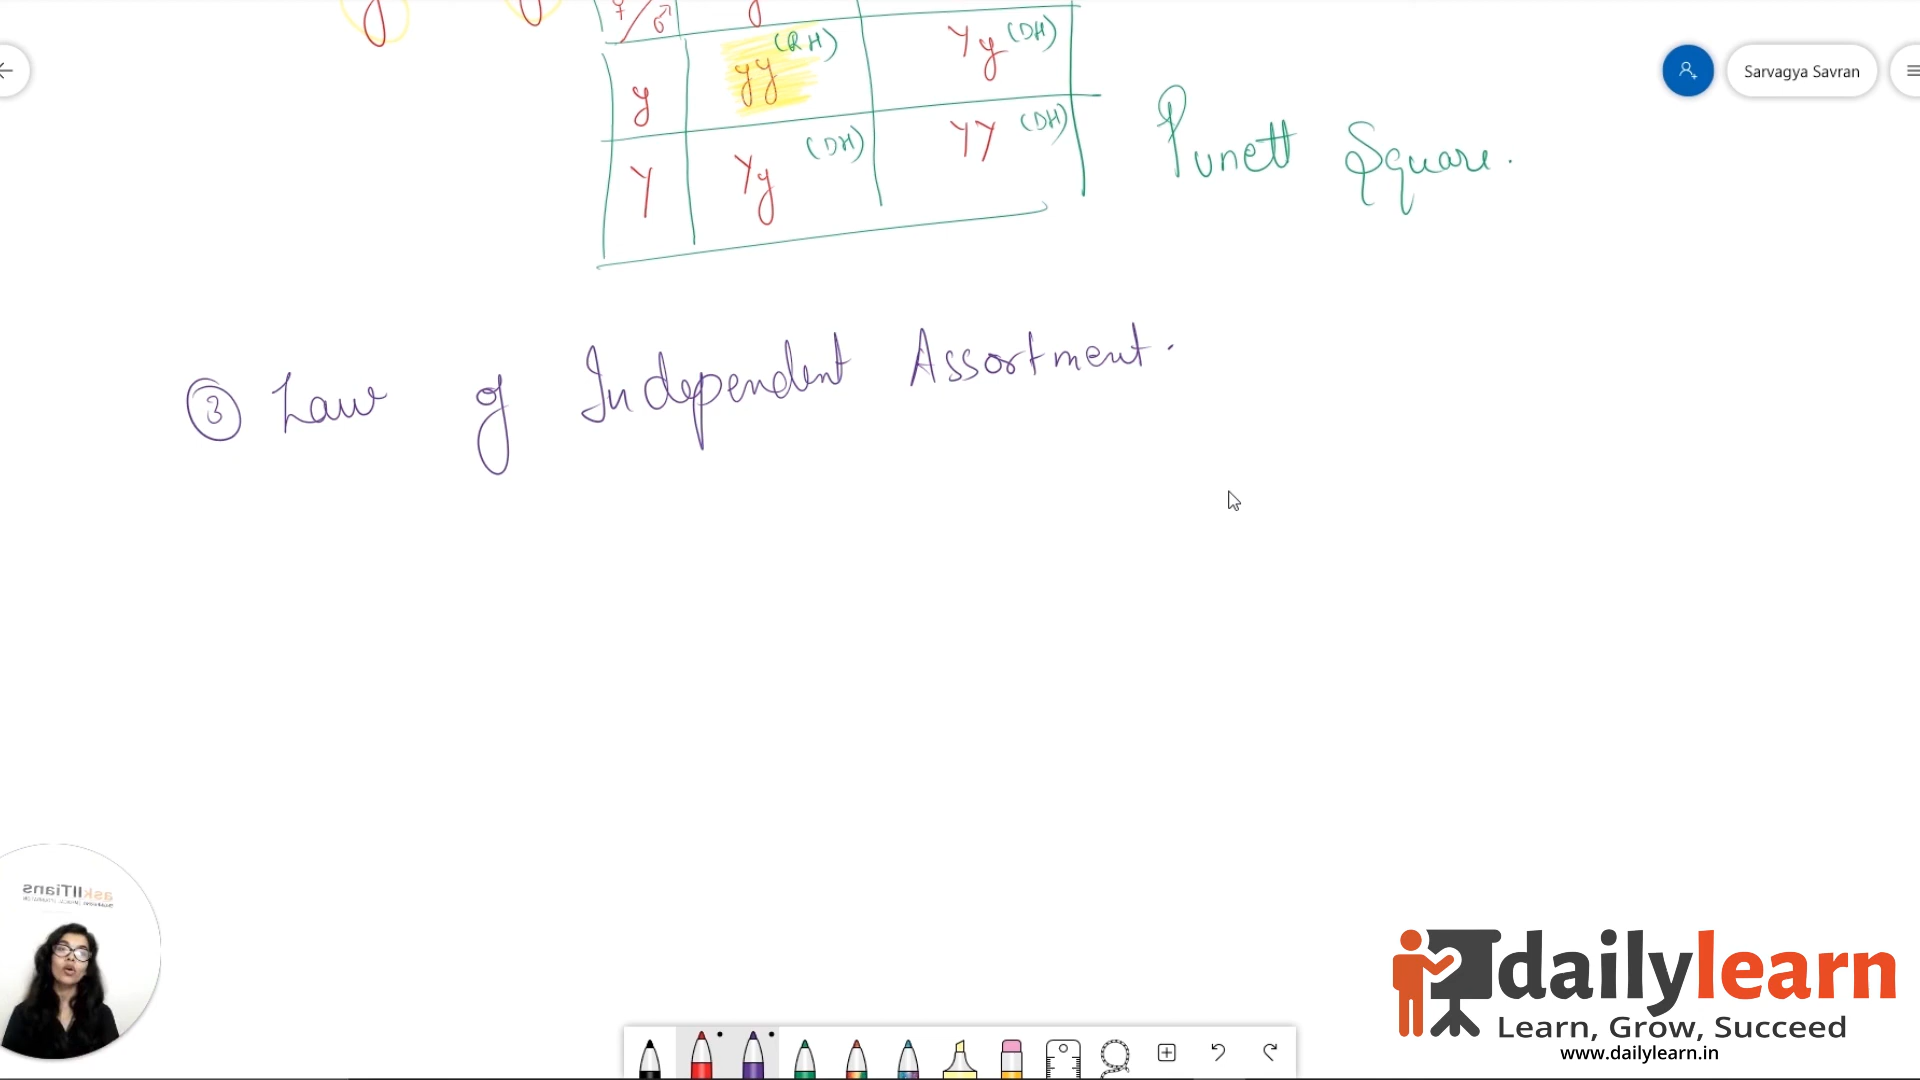 ♀/♂ y
yy (RH) Yy (DH)
y
Yy (DH) YY (DH)
Y
Punett Square.
③ Law of Independent Assortment.
Sarvagya Savran
askIITians
dailylearn
Learn, Grow, Succeed
www.dailylearn.in